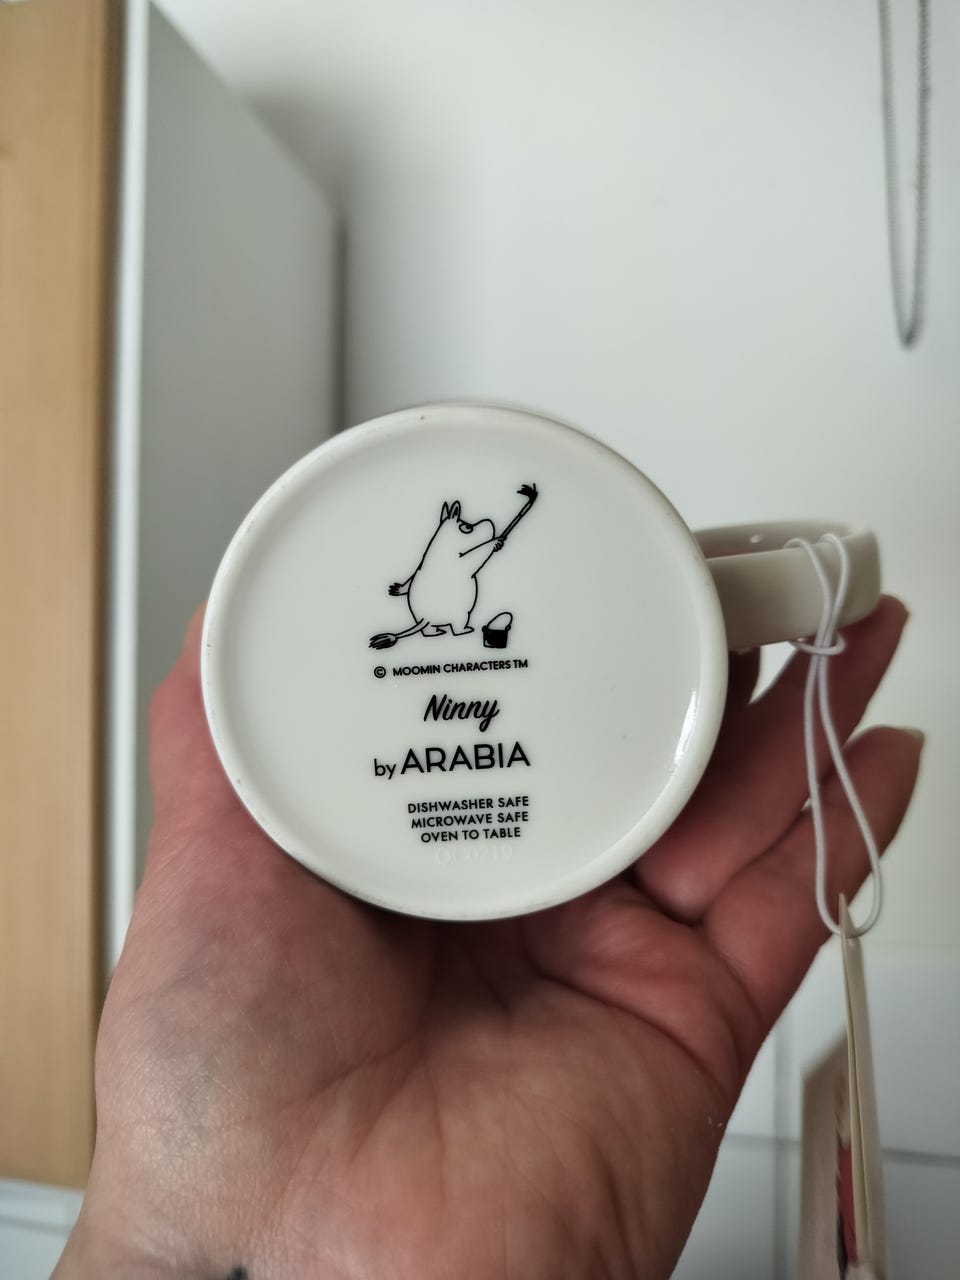 © MOOMIN CHARACTERS TM
Ninny
by ARABIA
DISHWASHER SAFE
MICROWAVE SAFE
OVEN TO TABLE